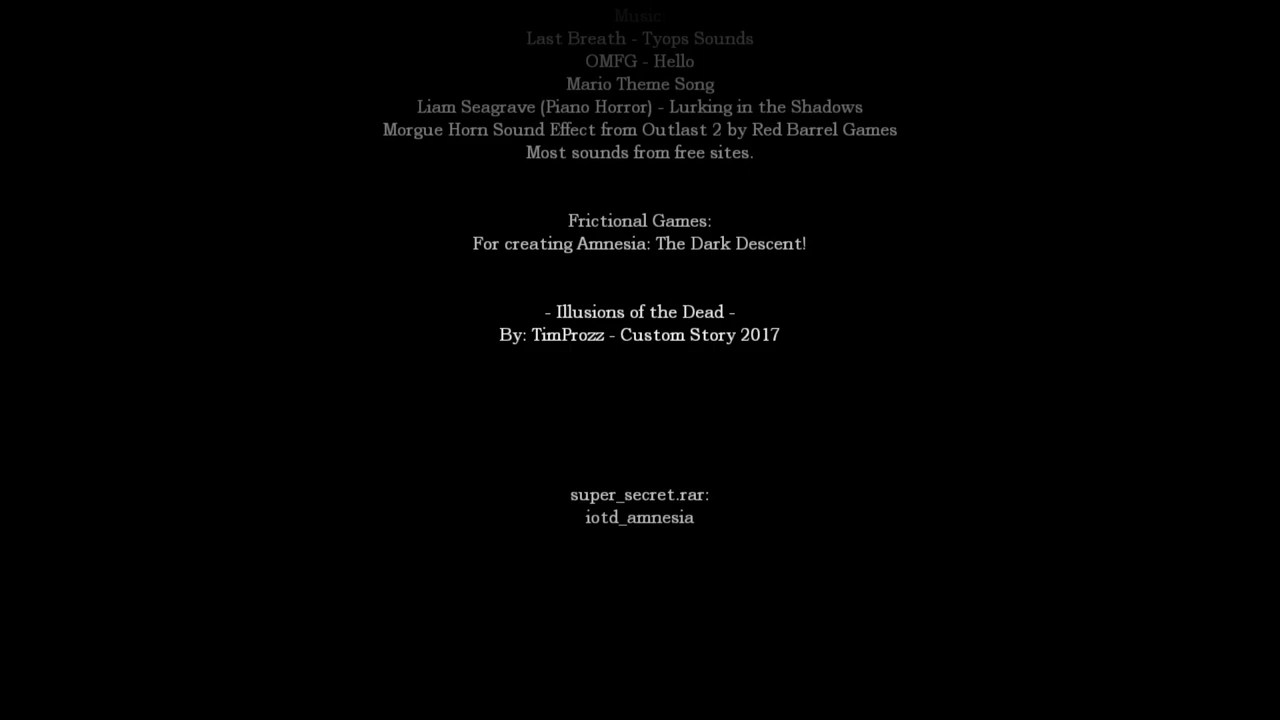 Music
Last Breath - Tyops Sounds
OMFG - Hello
Mario Theme Song
Liam Seagrave (Piano Horror) - Lurking in the Shadows
Morgue Horn Sound Effect from Outlast 2 by Red Barrel Games
Most sounds from free sites.
Frictional Games:
For creating Amnesia: The Dark Descent!
- Illusions of the Dead -
By: TimProzz - Custom Story 2017
super_secret.rar:
iotd_amnesia